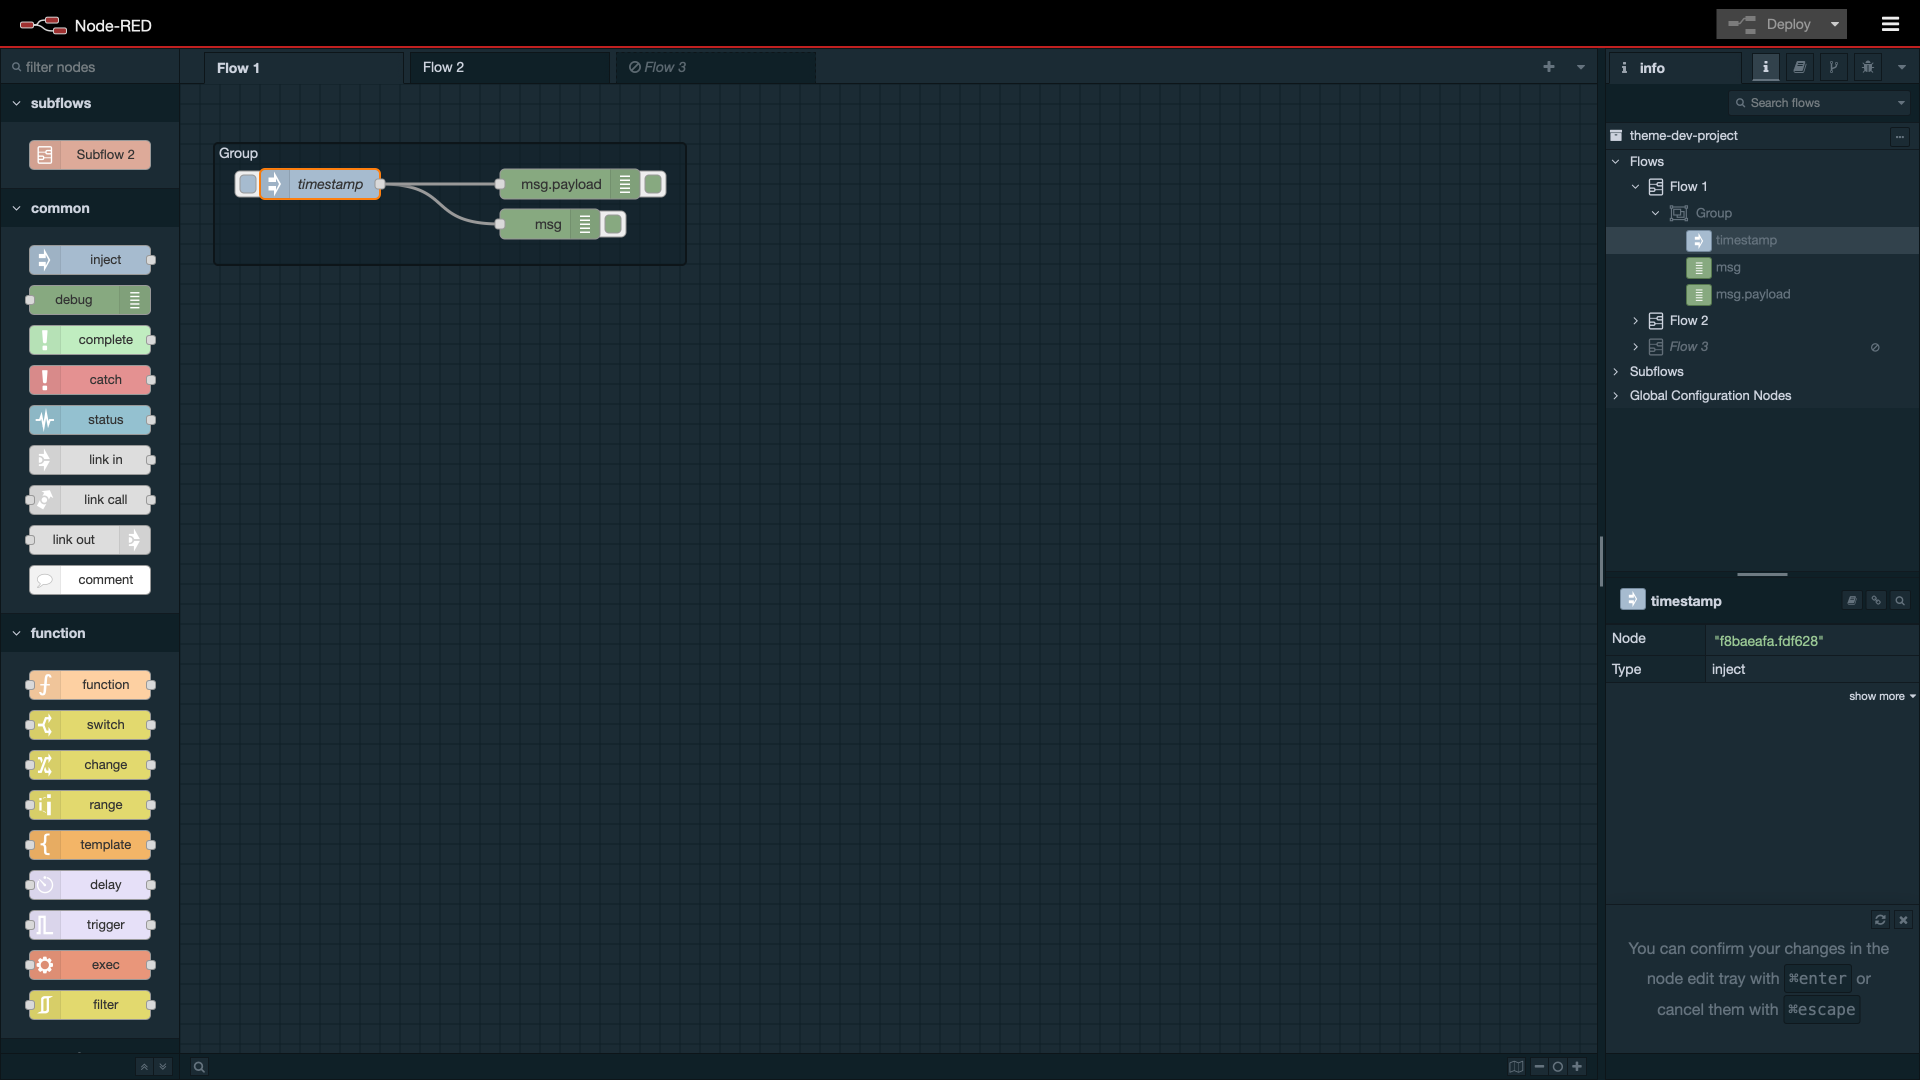 Node-RED
Deploy
filter nodes
Flow 1
Flow 2
Flow 3
info
subflows
Subflow 2
common
inject
debug
complete
catch
status
link in
link call
link out
comment
function
function
switch
change
range
template
delay
trigger
exec
filter
Group
timestamp
msg.payload
msg
Search flows
theme-dev-project
...
Flows
Flow 1
Group
timestamp
msg
msg.payload
Flow 2
Flow 3
Subflows
Global Configuration Nodes
timestamp
Node "f8baeafa.fdf628"
Type inject
show more
You can confirm your changes in the
node edit tray with ⌘enter or
cancel them with ⌘escape